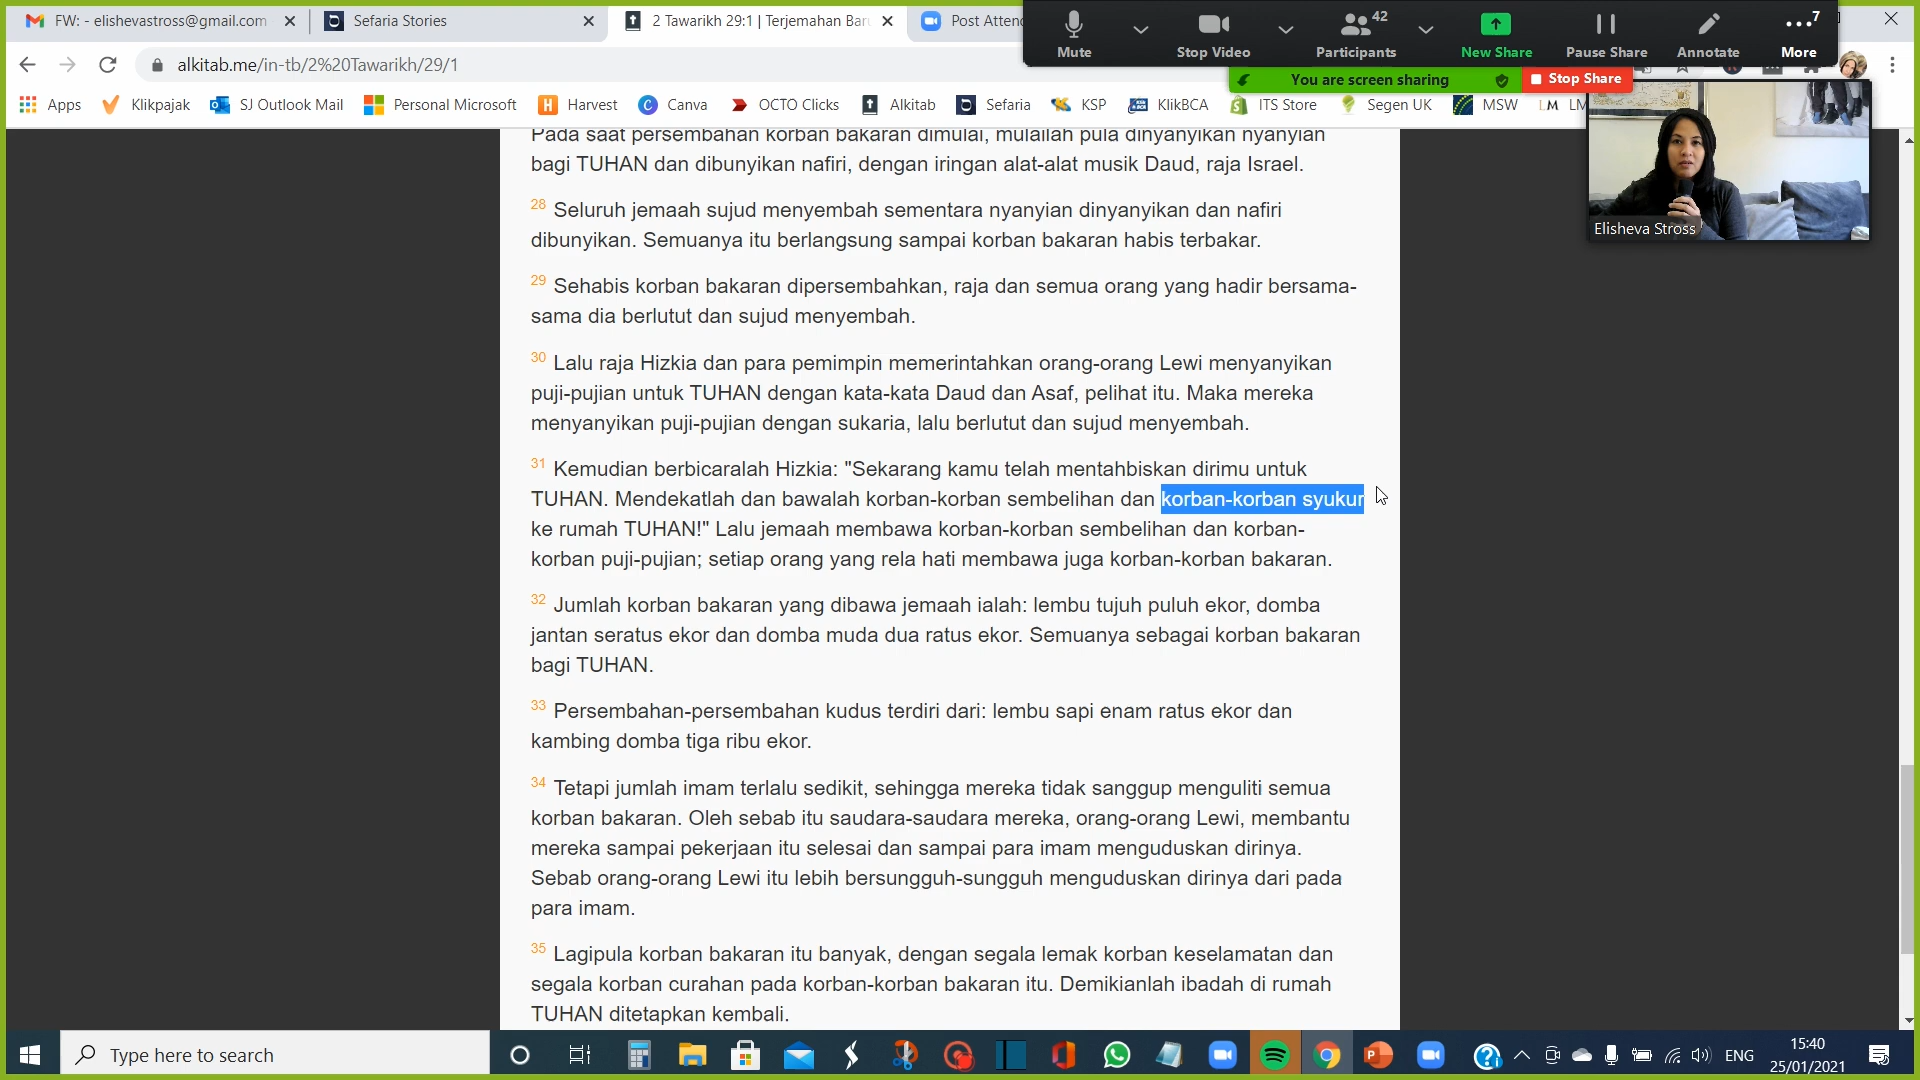 FW: - elishevastross@gmail.com
Sefaria Stories
2 Tawarikh 29:1 | Terjemahan Bar
Post Attend
Mute
Stop Video
42
Participants
New Share
Pause Share
Annotate
7
More
alkitab.me/in-tb/2%20Tawarikh/29/1
You are screen sharing
Stop Share
Apps
Klikpajak
SJ Outlook Mail
Personal Microsoft
Harvest
Canva
OCTO Clicks
Alkitab
Sefaria
KSP
KlikBCA
ITS Store
Segen UK
MSW
LM
Elisheva Stross
Pada saat persembahan korban bakaran dimulai, mulailah pula dinyanyikan nyanyian
bagi TUHAN dan dibunyikan nafiri, dengan iringan alat-alat musik Daud, raja Israel.
28 Seluruh jemaah sujud menyembah sementara nyanyian dinyanyikan dan nafiri
dibunyikan. Semuanya itu berlangsung sampai korban bakaran habis terbakar.
29 Sehabis korban bakaran dipersembahkan, raja dan semua orang yang hadir bersama-
sama dia berlutut dan sujud menyembah.
30 Lalu raja Hizkia dan para pemimpin memerintahkan orang-orang Lewi menyanyikan
puji-pujian untuk TUHAN dengan kata-kata Daud dan Asaf, pelihat itu. Maka mereka
menyanyikan puji-pujian dengan sukaria, lalu berlutut dan sujud menyembah.
31 Kemudian berbicaralah Hizkia: "Sekarang kamu telah mentahbiskan dirimu untuk
TUHAN. Mendekatlah dan bawalah korban-korban sembelihan dan korban-korban syukur
ke rumah TUHAN!" Lalu jemaah membawa korban-korban sembelihan dan korban-
korban puji-pujian; setiap orang yang rela hati membawa juga korban-korban bakaran.
32 Jumlah korban bakaran yang dibawa jemaah ialah: lembu tujuh puluh ekor, domba
jantan seratus ekor dan domba muda dua ratus ekor. Semuanya sebagai korban bakaran
bagi TUHAN.
33 Persembahan-persembahan kudus terdiri dari: lembu sapi enam ratus ekor dan
kambing domba tiga ribu ekor.
34 Tetapi jumlah imam terlalu sedikit, sehingga mereka tidak sanggup menguliti semua
korban bakaran. Oleh sebab itu saudara-saudara mereka, orang-orang Lewi, membantu
mereka sampai pekerjaan itu selesai dan sampai para imam menguduskan dirinya.
Sebab orang-orang Lewi itu lebih bersungguh-sungguh menguduskan dirinya dari pada
para imam.
35 Lagipula korban bakaran itu banyak, dengan segala lemak korban keselamatan dan
segala korban curahan pada korban-korban bakaran itu. Demikianlah ibadah di rumah
TUHAN ditetapkan kembali.
Type here to search
ENG
15:40
25/01/2021